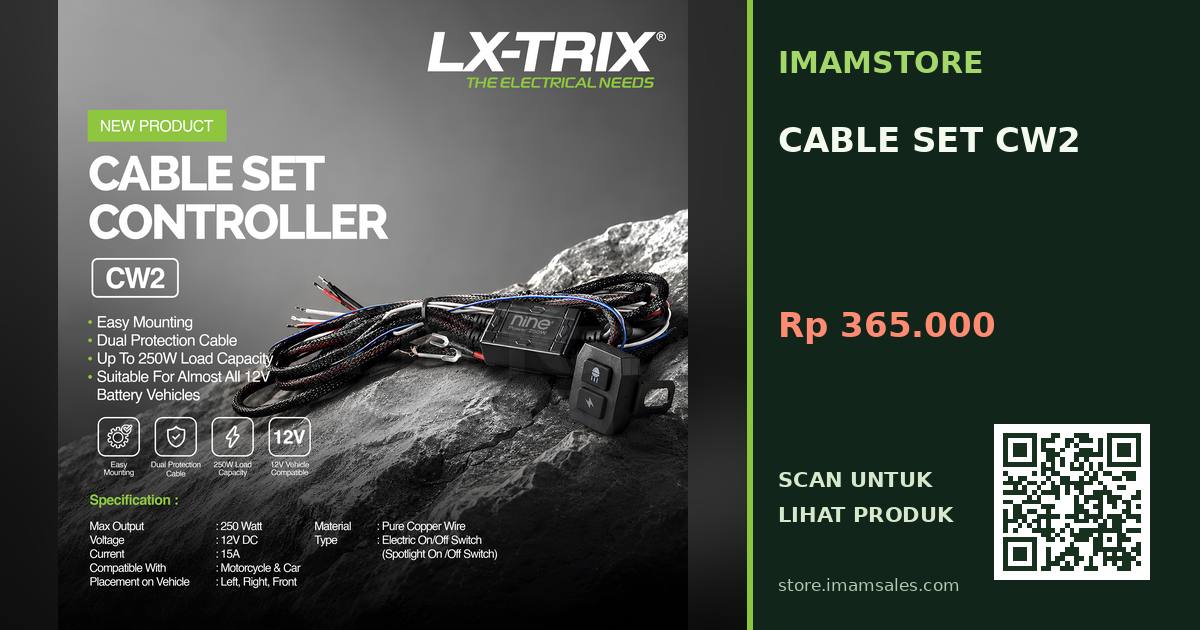 LX-TRIX®
THE ELECTRICAL NEEDS
NEW PRODUCT
CABLE SET
CONTROLLER
CW2
• Easy Mounting
• Dual Protection Cable
• Up To 250W Load Capacity
• Suitable For Almost All 12V
Battery Vehicles
12V
Easy
Mounting
Dual Protection
Cable
250W Load
Capacity
12V Vehicle
Compatible
Specification :
Max Output : 250 Watt
Voltage : 12V DC
Current : 15A
Compatible With : Motorcycle & Car
Placement on Vehicle : Left, Right, Front
Material : Pure Copper Wire
Type : Electric On/Off Switch
(Spotlight On /Off Switch)
nine
IMAMSTORE
CABLE SET CW2
Rp 365.000
SCAN UNTUK
LIHAT PRODUK
store.imamsales.com